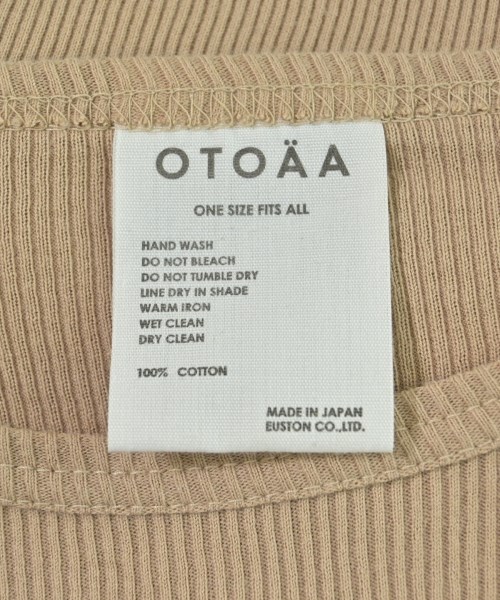 OTOÄA
ONE SIZE FITS ALL
HAND WASH
DO NOT BLEACH
DO NOT TUMBLE DRY
LINE DRY IN SHADE
WARM IRON
WET CLEAN
DRY CLEAN
100% COTTON
MADE IN JAPAN
EUSTON CO.,LTD.